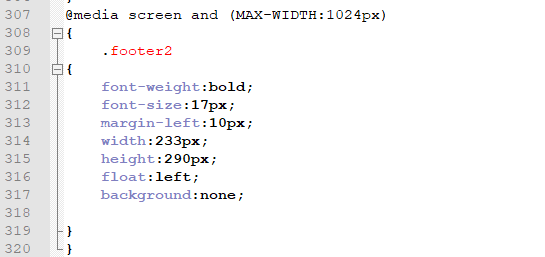 307 @media screen and (MAX-WIDTH:1024px)
308 {
309 .footer2
310 {
311 font-weight:bold;
312 font-size:17px;
313 margin-left:10px;
314 width:233px;
315 height:290px;
316 float:left;
317 background:none;
318
319 }
320 }